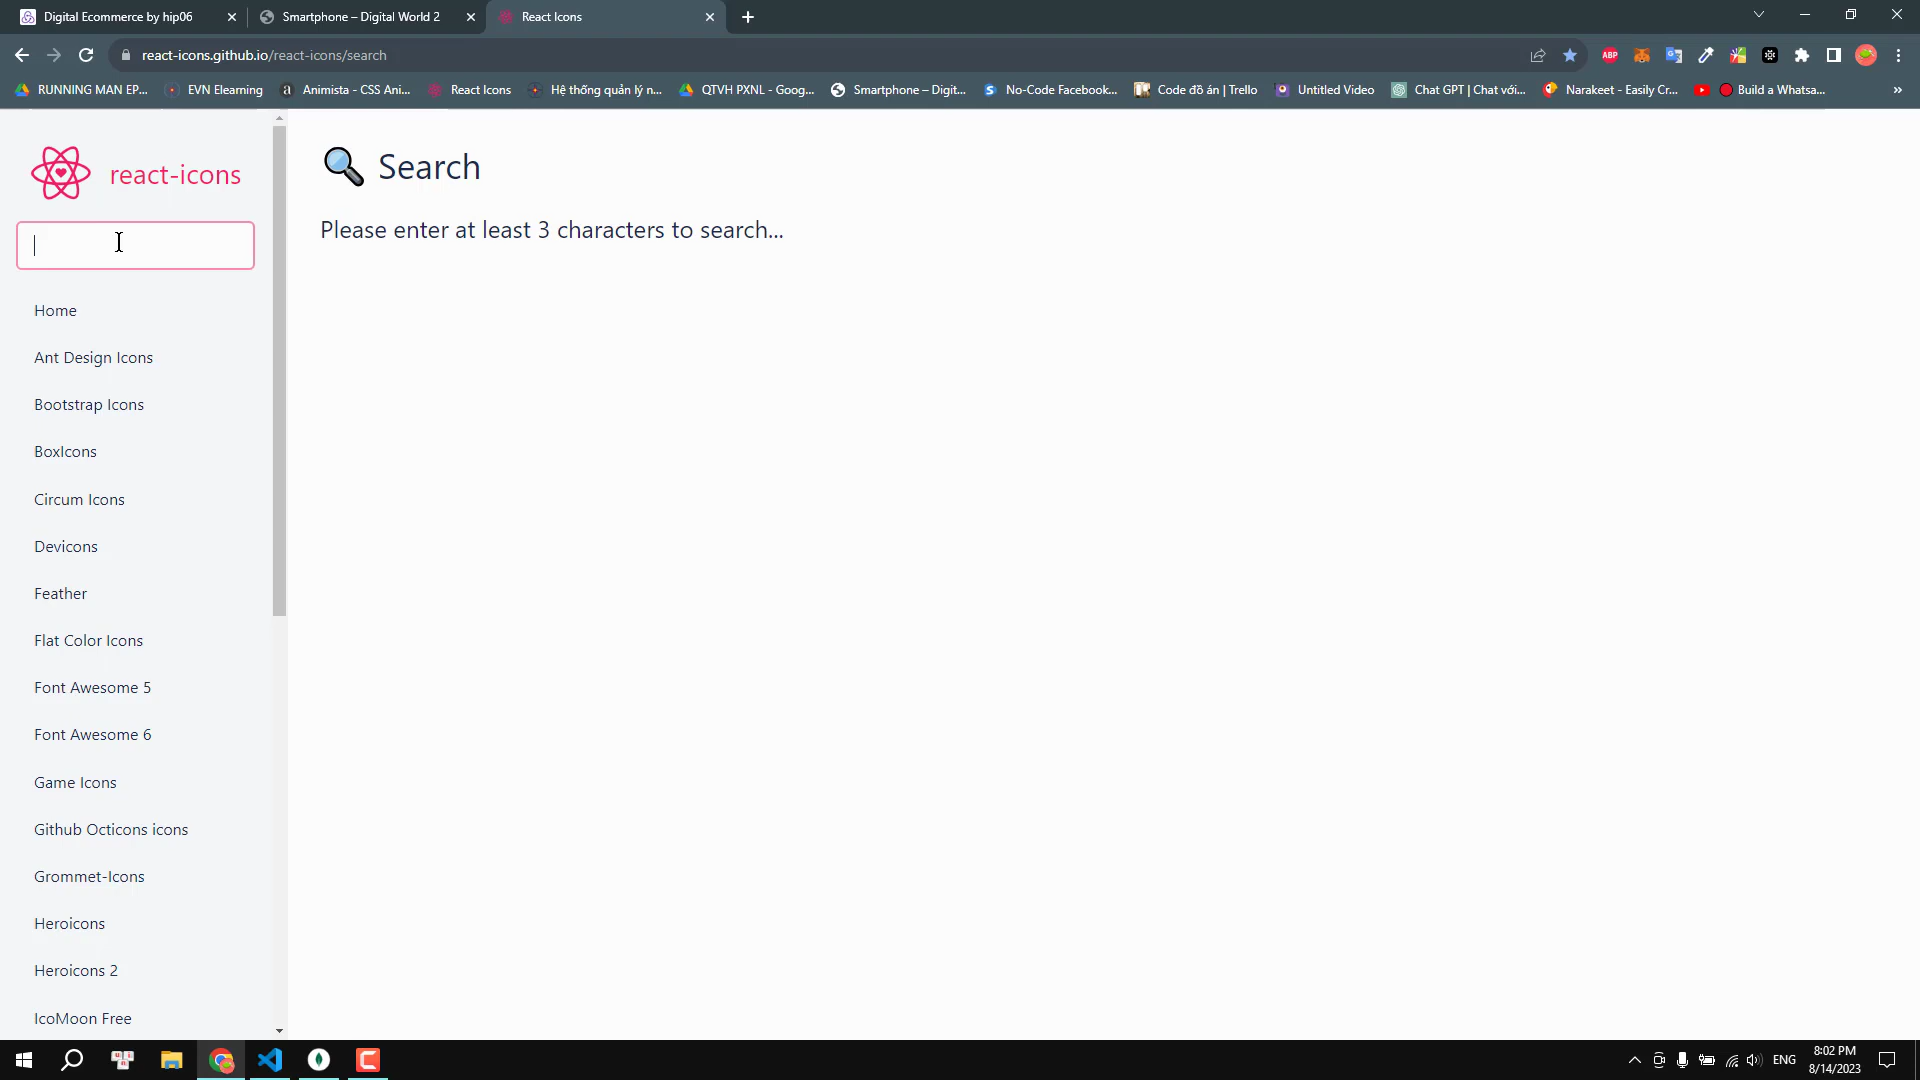 Digital Ecommerce by hip06
Smartphone – Digital World 2
React Icons
react-icons.github.io/react-icons/search
ABP
RUNNING MAN EP...
EVN Elearning
Animista - CSS Ani...
React Icons
Hệ thống quản lý n...
QTVH PXNL - Goog...
Smartphone – Digit...
No-Code Facebook...
Code đồ án | Trello
Untitled Video
Chat GPT | Chat với...
Narakeet - Easily Cr...
Build a Whatsa...
react-icons
Search
Please enter at least 3 characters to search...
Home
Ant Design Icons
Bootstrap Icons
BoxIcons
Circum Icons
Devicons
Feather
Flat Color Icons
Font Awesome 5
Font Awesome 6
Game Icons
Github Octicons icons
Grommet-Icons
Heroicons
Heroicons 2
IcoMoon Free
ENG
8:02 PM
8/14/2023